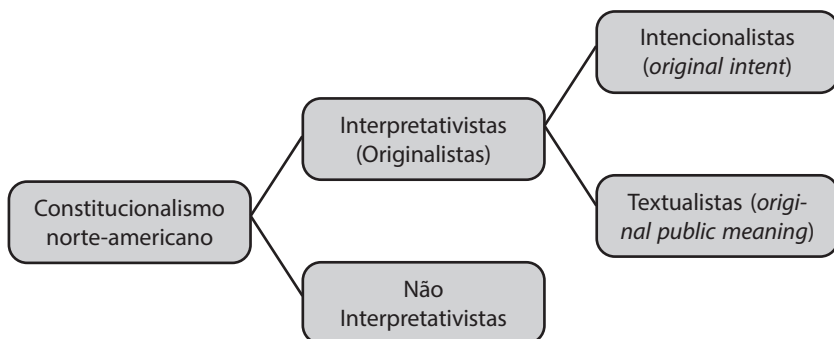 Constitucionalismo
norte-americano
Interpretativistas
(Originalistas)
Intencionalistas
(original intent)
Textualistas (origi-
nal public meaning)
Não
Interpretativistas